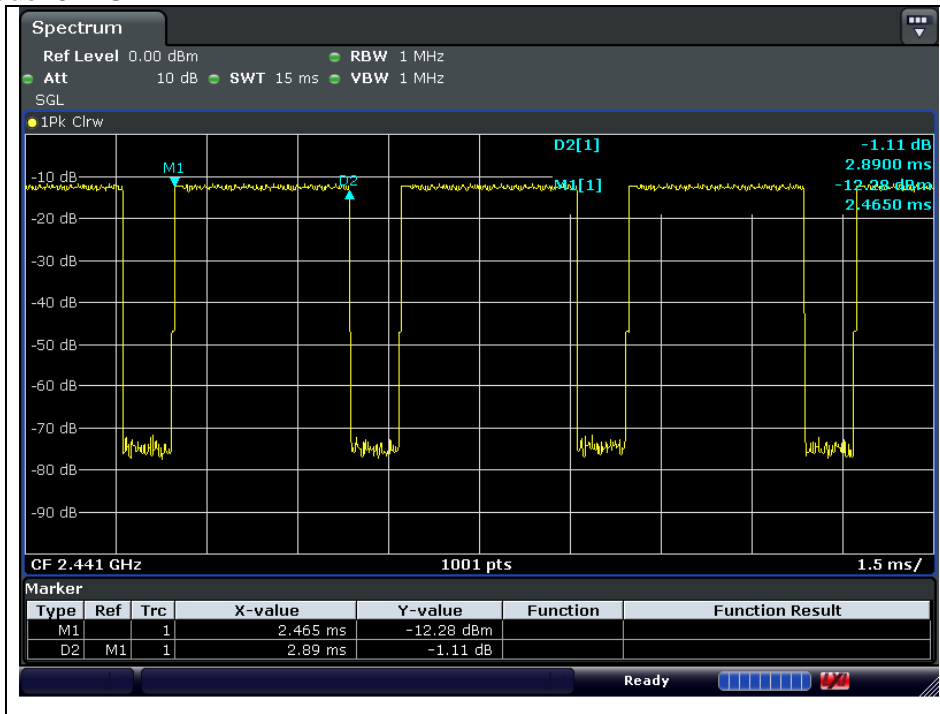 Spectrum
Ref Level 0.00 dBm RBW 1 MHz
Att 10 dB SWT 15 ms VBW 1 MHz
SGL
1Pk Clrw
D2[1] -1.11 dB
2.8900 ms
M1[1] -12.28 dBm
2.4650 ms
M1
D2
-10 dB
-20 dB
-30 dB
-40 dB
-50 dB
-60 dB
-70 dB
-80 dB
-90 dB
CF 2.441 GHz 1001 pts 1.5 ms/
Marker
Type Ref Trc X-value Y-value Function Function Result
M1 1 2.465 ms -12.28 dBm
D2 M1 1 2.89 ms -1.11 dB
Ready